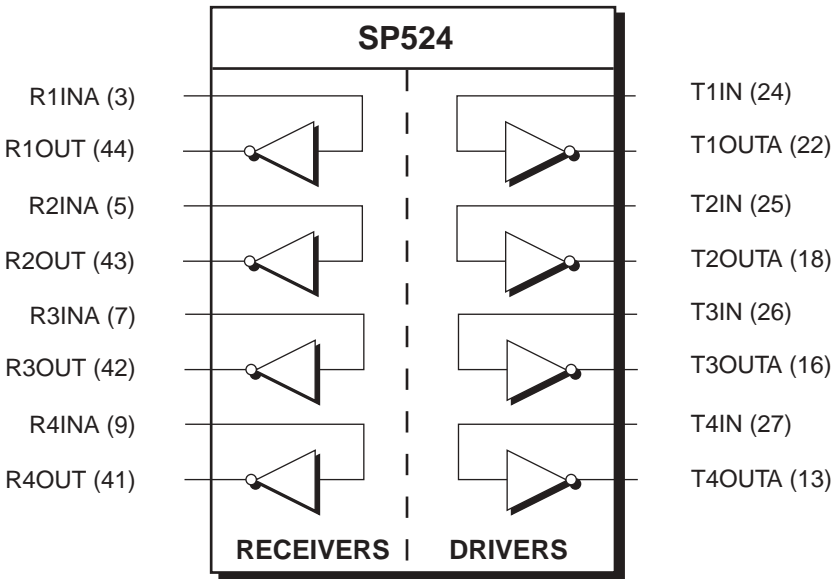 SP524
R1INA (3)
R1OUT (44)
R2INA (5)
R2OUT (43)
R3INA (7)
R3OUT (42)
R4INA (9)
R4OUT (41)
T1IN (24)
T1OUTA (22)
T2IN (25)
T2OUTA (18)
T3IN (26)
T3OUTA (16)
T4IN (27)
T4OUTA (13)
RECEIVERS
DRIVERS